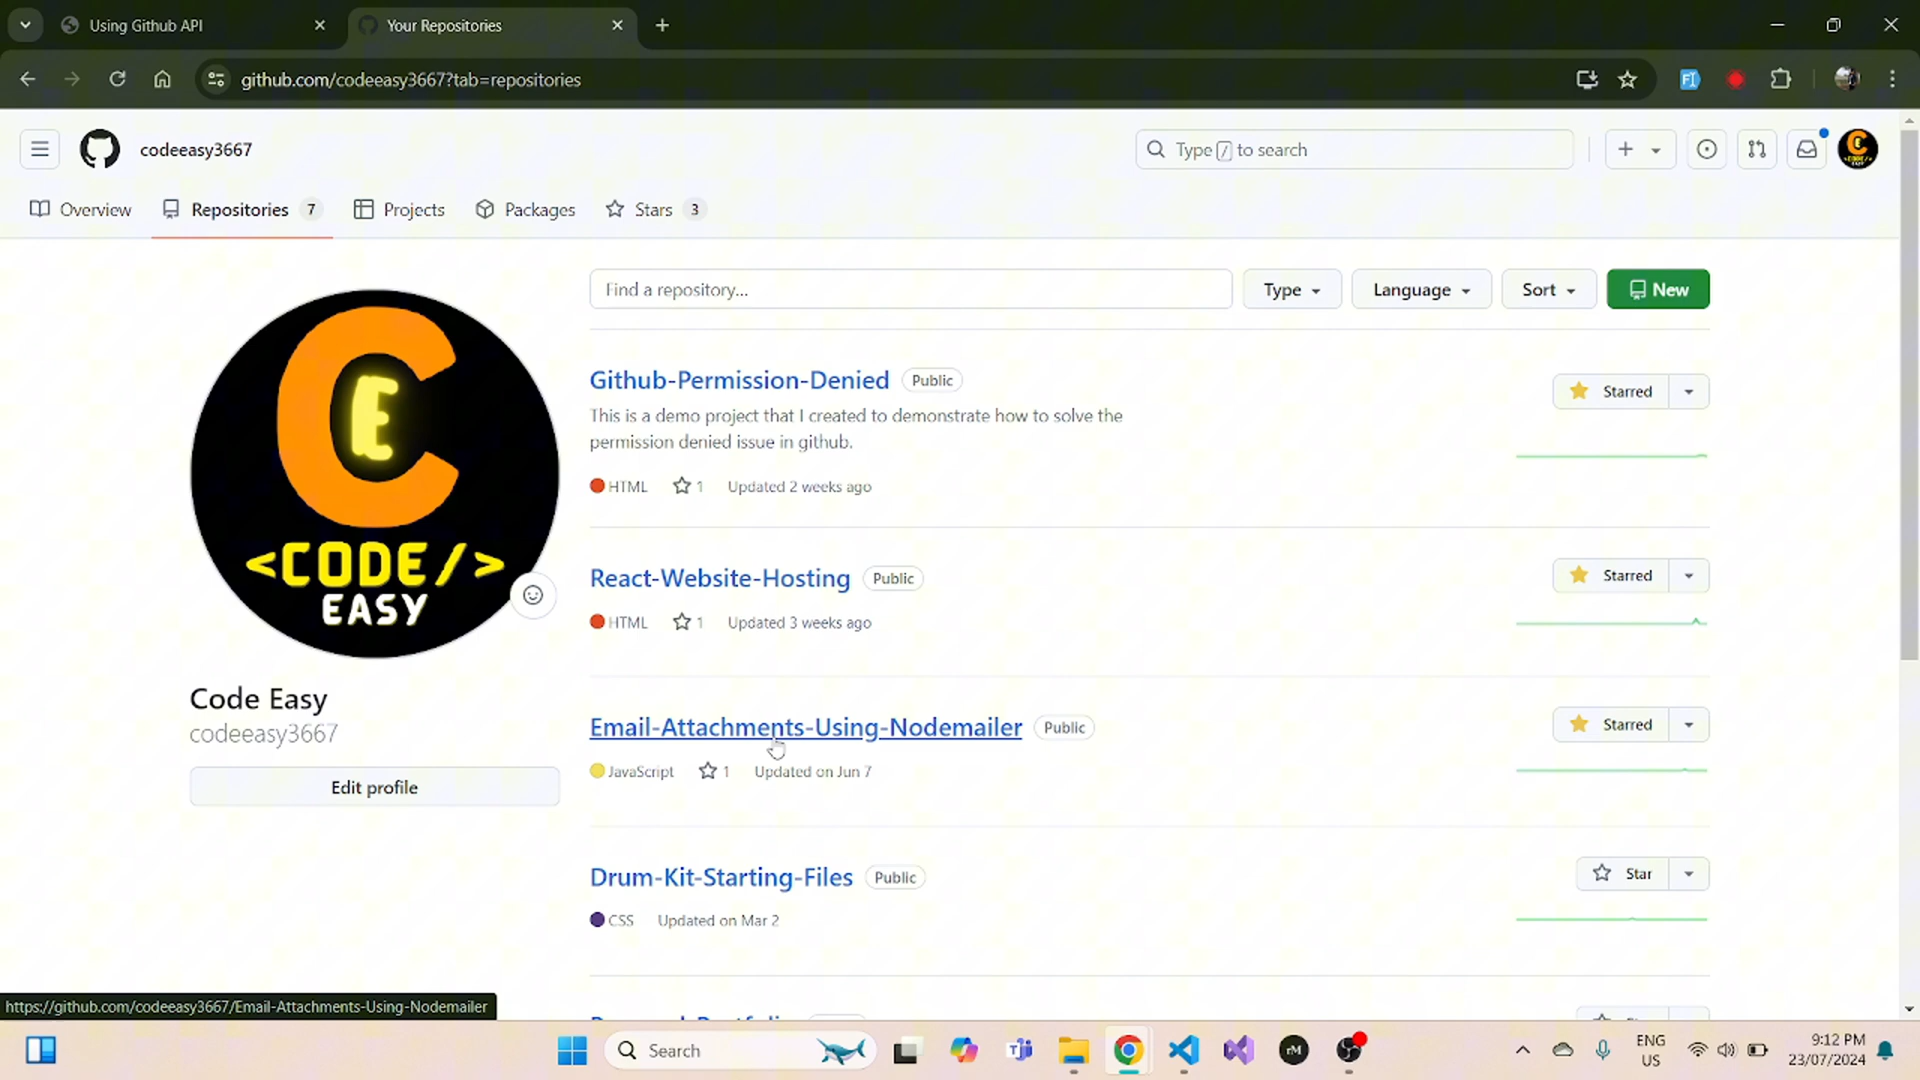 Using Github API
Your Repositories
github.com/codeeasy3667?tab=repositories
codeeasy3667
Type / to search
Overview
Repositories 7
Projects
Packages
Stars 3
Find a repository...
Type
Language
Sort
New
Github-Permission-Denied Public
Starred
This is a demo project that I created to demonstrate how to solve the
permission denied issue in github.
HTML 1 Updated 2 weeks ago
React-Website-Hosting Public
Starred
HTML 1 Updated 3 weeks ago
C
E
<CODE/>
EASY
Code Easy
codeeasy3667
Edit profile
Email-Attachments-Using-Nodemailer Public
Starred
JavaScript 1 Updated on Jun 7
Drum-Kit-Starting-Files Public
Star
CSS Updated on Mar 2
https://github.com/codeeasy3667/Email-Attachments-Using-Nodemailer
Search
rM
ENG
US
9:12 PM
23/07/2024